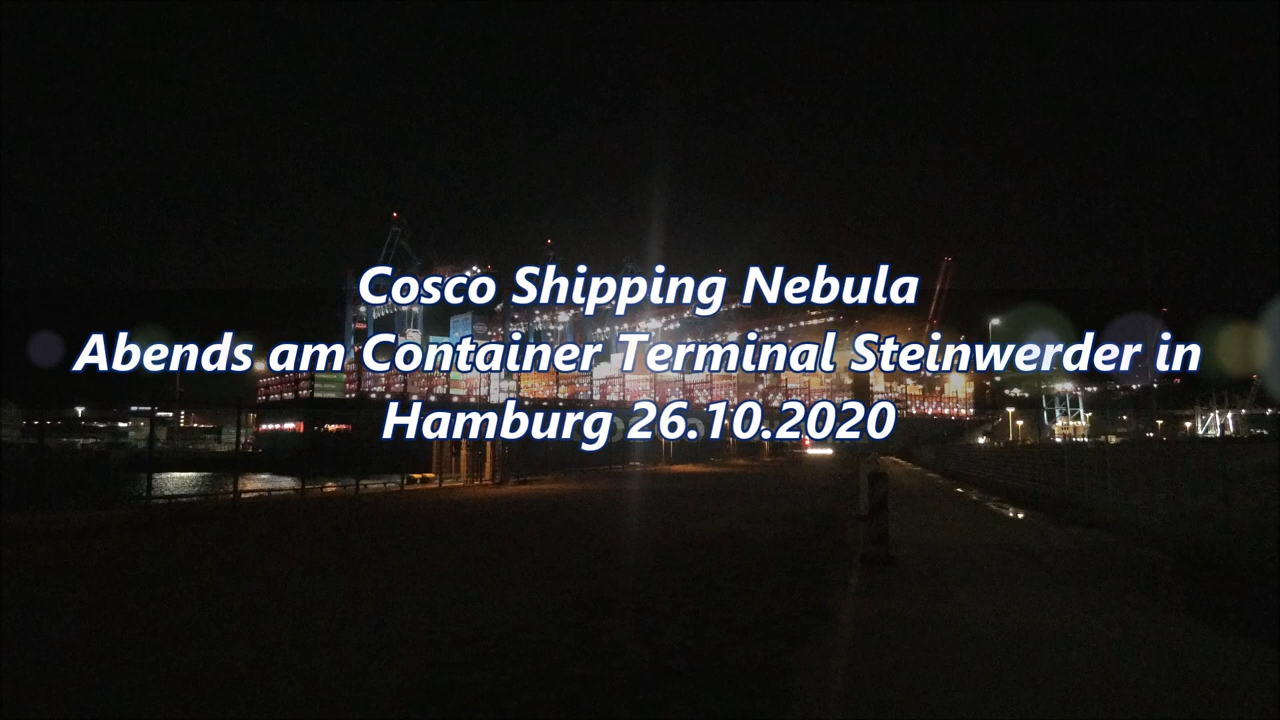 Cosco Shipping Nebula
Abends am Container Terminal Steinwerder in
Hamburg 26.10.2020